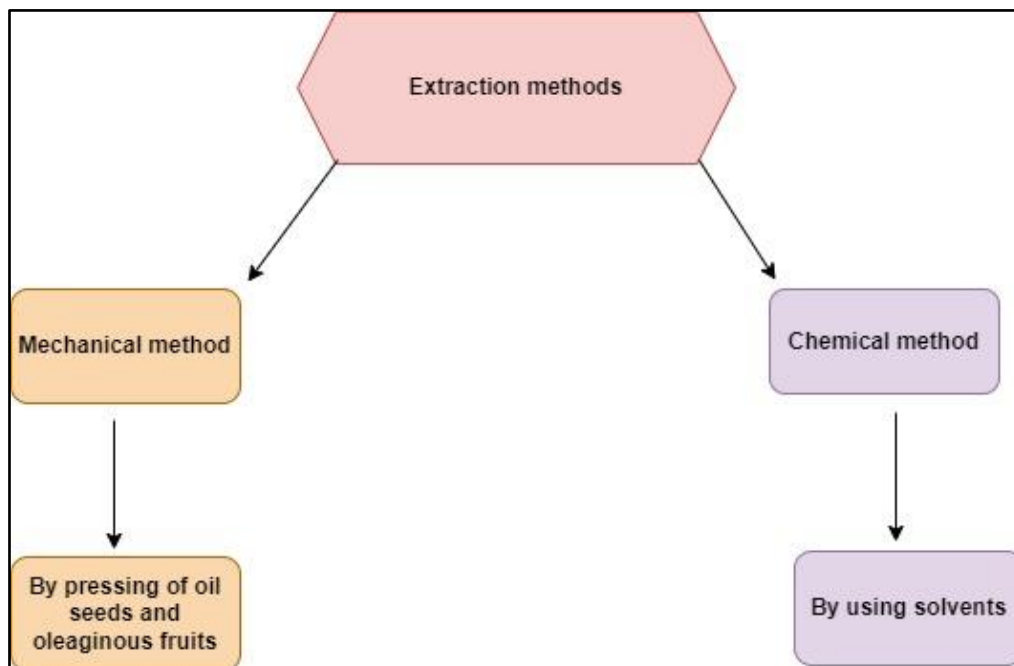 Extraction methods
Mechanical method
Chemical method
By pressing of oil
seeds and
oleaginous fruits
By using solvents